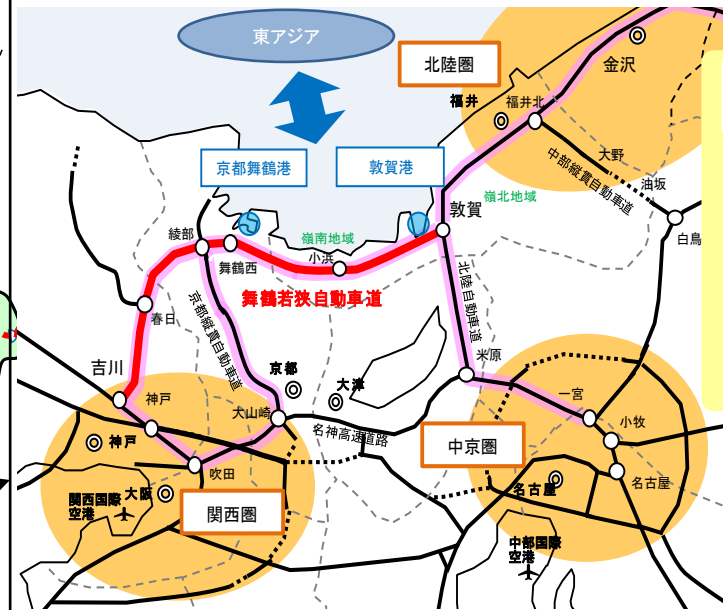 東アジア
北陸圏
金沢
福井
福井北
大野
中部縦貫自動車道
油坂
白鳥
京都舞鶴港
敦賀港
嶺北地域
敦賀
綾部
舞鶴西
嶺南地域
小浜
舞鶴若狭自動車道
北陸自動車道
春日
京都縦貫自動車道
吉川
京都
大津
米原
神戸
大山崎
名神高速道路
一宮
小牧
神戸
中京圏
吹田
名古屋
名古屋
大阪
関西国際
空港
関西圏
中部国際
空港